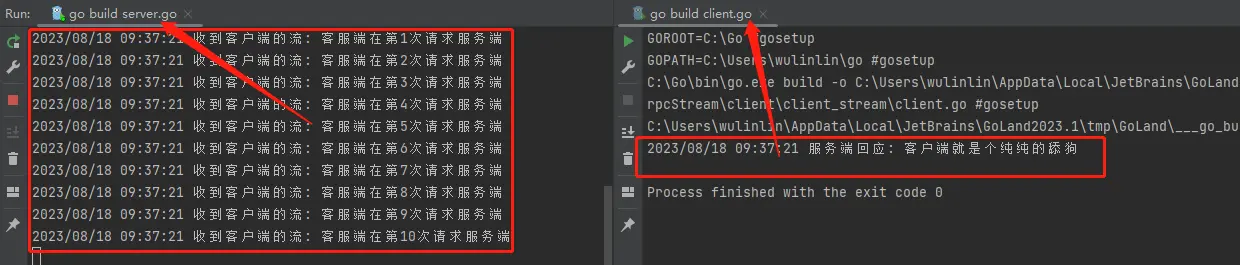 Run:
go build server.go
2023/08/18 09:37:21 收到客户端的流: 客服端在第1次请求服务端
2023/08/18 09:37:21 收到客户端的流: 客服端在第2次请求服务端
2023/08/18 09:37:21 收到客户端的流: 客服端在第3次请求服务端
2023/08/18 09:37:21 收到客户端的流: 客服端在第4次请求服务端
2023/08/18 09:37:21 收到客户端的流: 客服端在第5次请求服务端
2023/08/18 09:37:21 收到客户端的流: 客服端在第6次请求服务端
2023/08/18 09:37:21 收到客户端的流: 客服端在第7次请求服务端
2023/08/18 09:37:21 收到客户端的流: 客服端在第8次请求服务端
2023/08/18 09:37:21 收到客户端的流: 客服端在第9次请求服务端
2023/08/18 09:37:21 收到客户端的流: 客服端在第10次请求服务端
go build client.go
GOROOT=C:\Go #gosetup
GOPATH=C:\Users\wulinlin\go #gosetup
C:\Go\bin\go.exe build -o C:\Users\wulinlin\AppData\Local\JetBrains\GoLand
rpcStream\client\client_stream\client.go #gosetup
C:\Users\wulinlin\AppData\Local\JetBrains\GoLand2023.1\tmp\GoLand\___go_bu
2023/08/18 09:37:21 服务端回应: 客户端就是个纯纯的舔狗
Process finished with the exit code 0